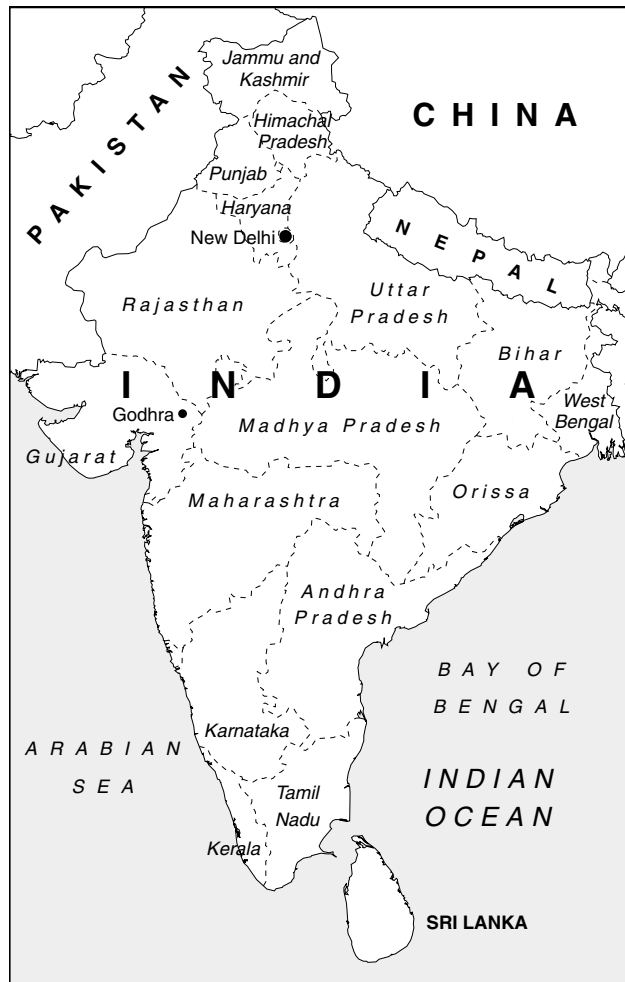 Jammu and
Kashmir
CHINA
Himachal
Pradesh
PAKISTAN
Punjab
Haryana
New Delhi
NEPAL
Rajasthan
Uttar
Pradesh
Bihar
INDIA
West
Bengal
Godhra
Madhya Pradesh
Gujarat
Maharashtra
Orissa
Andhra
Pradesh
BAY OF
BENGAL
Karnataka
ARABIAN
SEA
INDIAN
OCEAN
Tamil
Nadu
Kerala
SRI LANKA